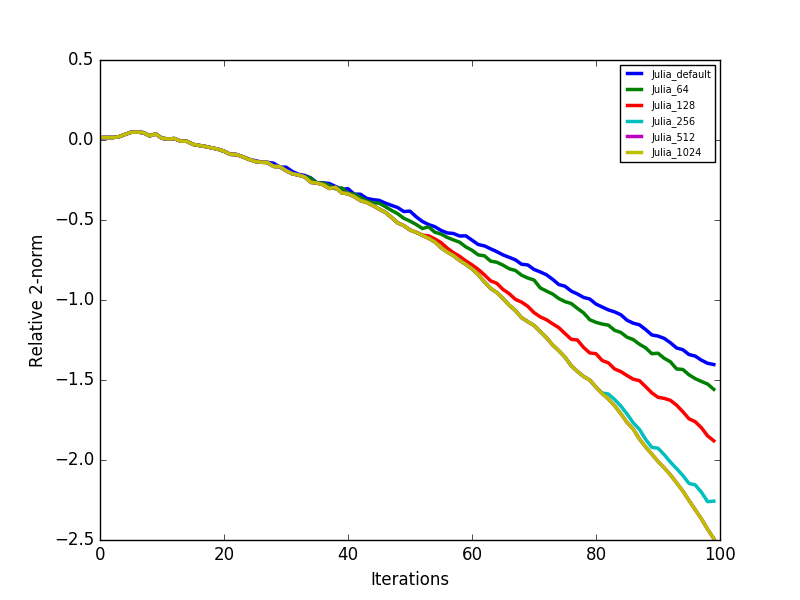 0.5
0.0
−0.5
−1.0
−1.5
−2.0
−2.5
Relative 2-norm
Julia_default
Julia_64
Julia_128
Julia_256
Julia_512
Julia_1024
0 20 40 60 80 100
Iterations